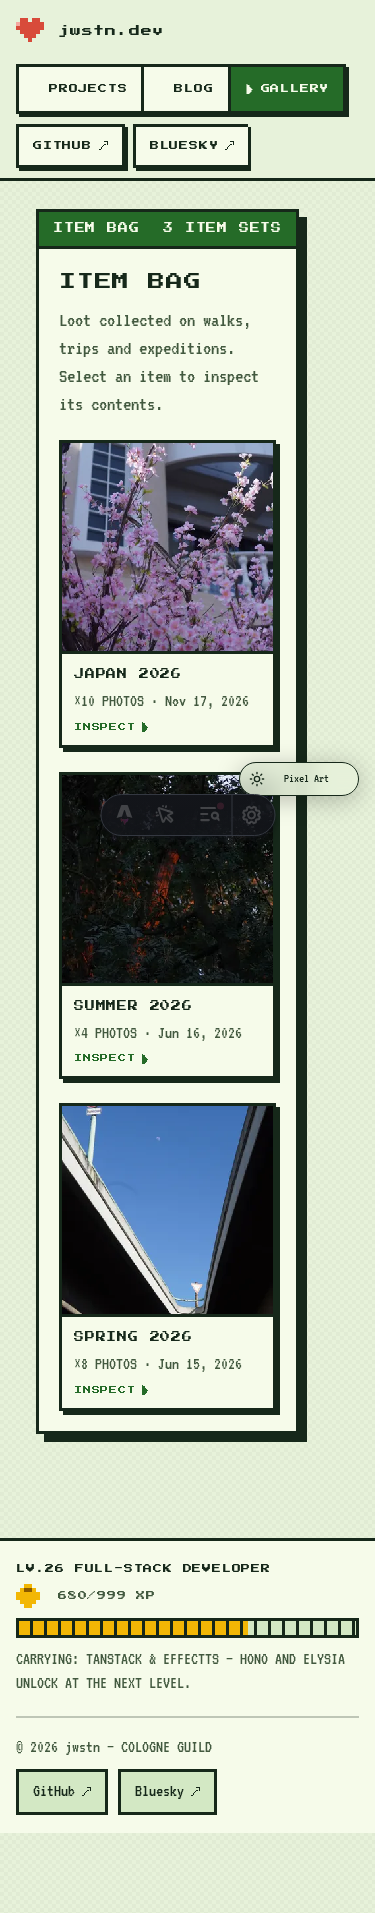 jwstn.dev
PROJECTS
BLOG
GALLERY
GITHUB ↗
BLUESKY ↗
ITEM BAG
3 ITEM SETS
ITEM BAG
Loot collected on walks,
trips and expeditions.
Select an item to inspect
its contents.
JAPAN 2026
x10 PHOTOS · Nov 17, 2026
INSPECT
Pixel Art
SUMMER 2026
x4 PHOTOS · Jun 16, 2026
INSPECT
SPRING 2026
x8 PHOTOS · Jun 15, 2026
INSPECT
LV.26 FULL-STACK DEVELOPER
680/999 XP
CARRYING: TANSTACK & EFFECTTS – HONO AND ELYSIA
UNLOCK AT THE NEXT LEVEL.
© 2026 jwstn – COLOGNE GUILD
GitHub ↗
Bluesky ↗